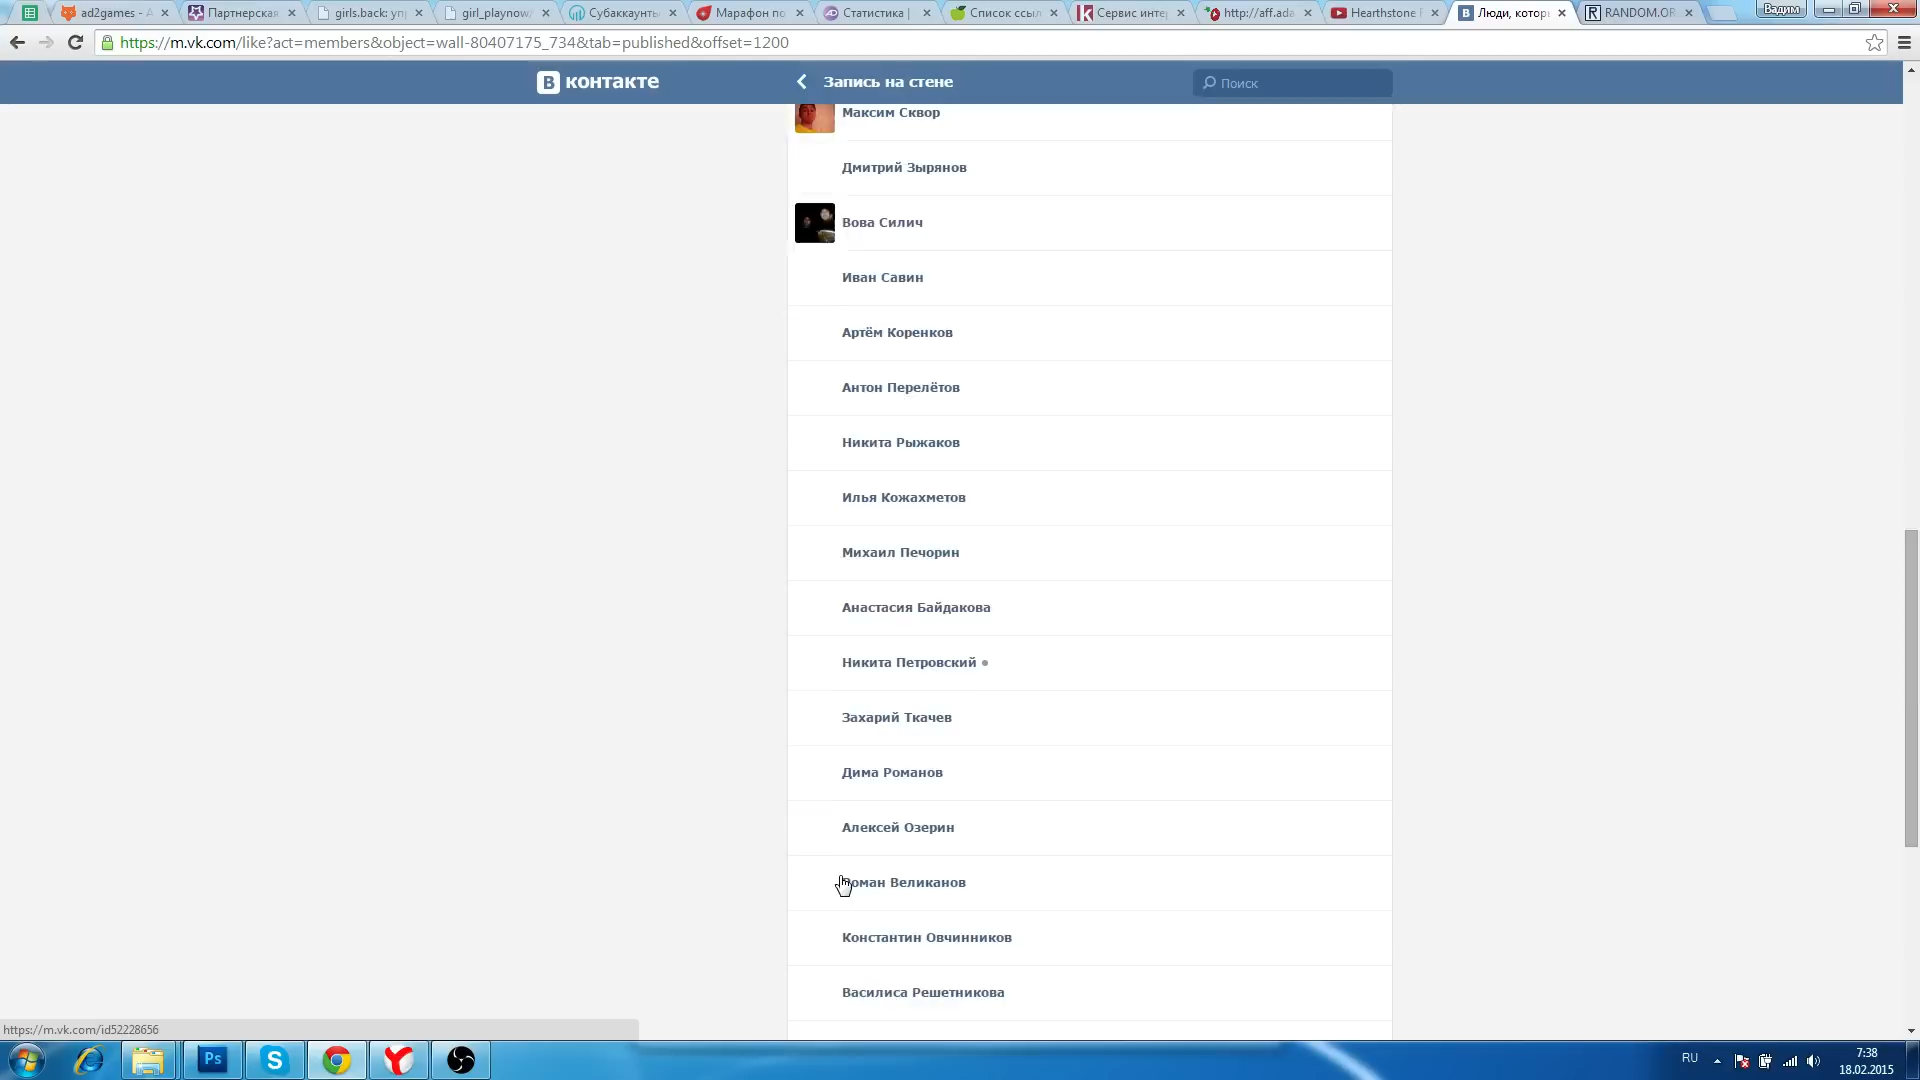 ad2games - A
Партнерская
girls.back: уп
girl_playnow/
Субаккаунть
Марафон по
Статистика |
Список ссыл
Сервис инте
http://aff.ada
Hearthstone
Люди, котор
RANDOM.OR
Вадим
https://m.vk.com/like?act=members&object=wall-80407175_734&tab=published&offset=1200
В контакте
Запись на стене
Поиск
Максим Сквор
Дмитрий Зырянов
Вова Силич
Иван Савин
Артём Коренков
Антон Перелётов
Никита Рыжаков
Илья Кожахметов
Михаил Печорин
Анастасия Байдакова
Никита Петровский
Захарий Ткачев
Дима Романов
Алексей Озерин
Роман Великанов
Константин Овчинников
Василиса Решетникова
https://m.vk.com/id52228656
Ps
RU
7:38
18.02.2015